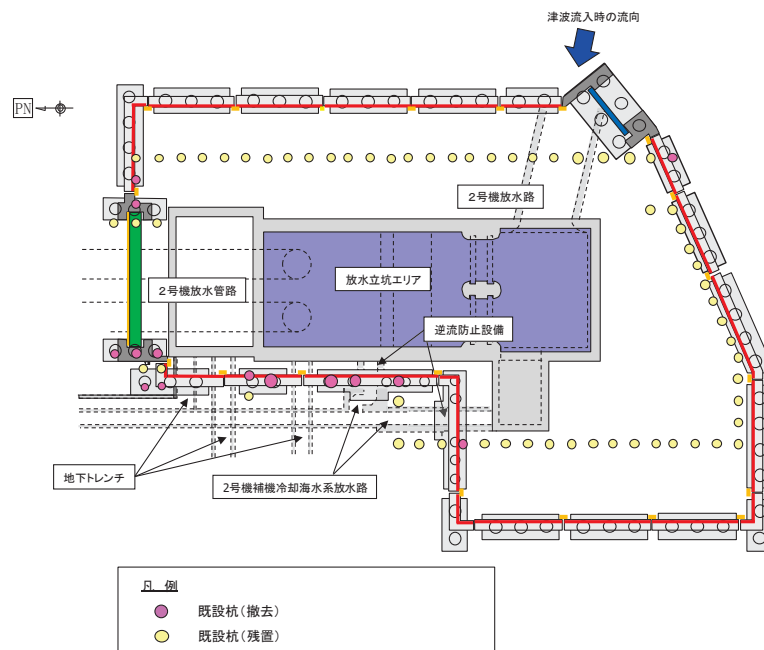 津波流入時の流向
PN
2号機放水路
2号機放水管路
放水立坑エリア
逆流防止設備
地下トレンチ
2号機補機冷却海水系放水路
凡 例
既設杭(撤去)
既設杭(残置)